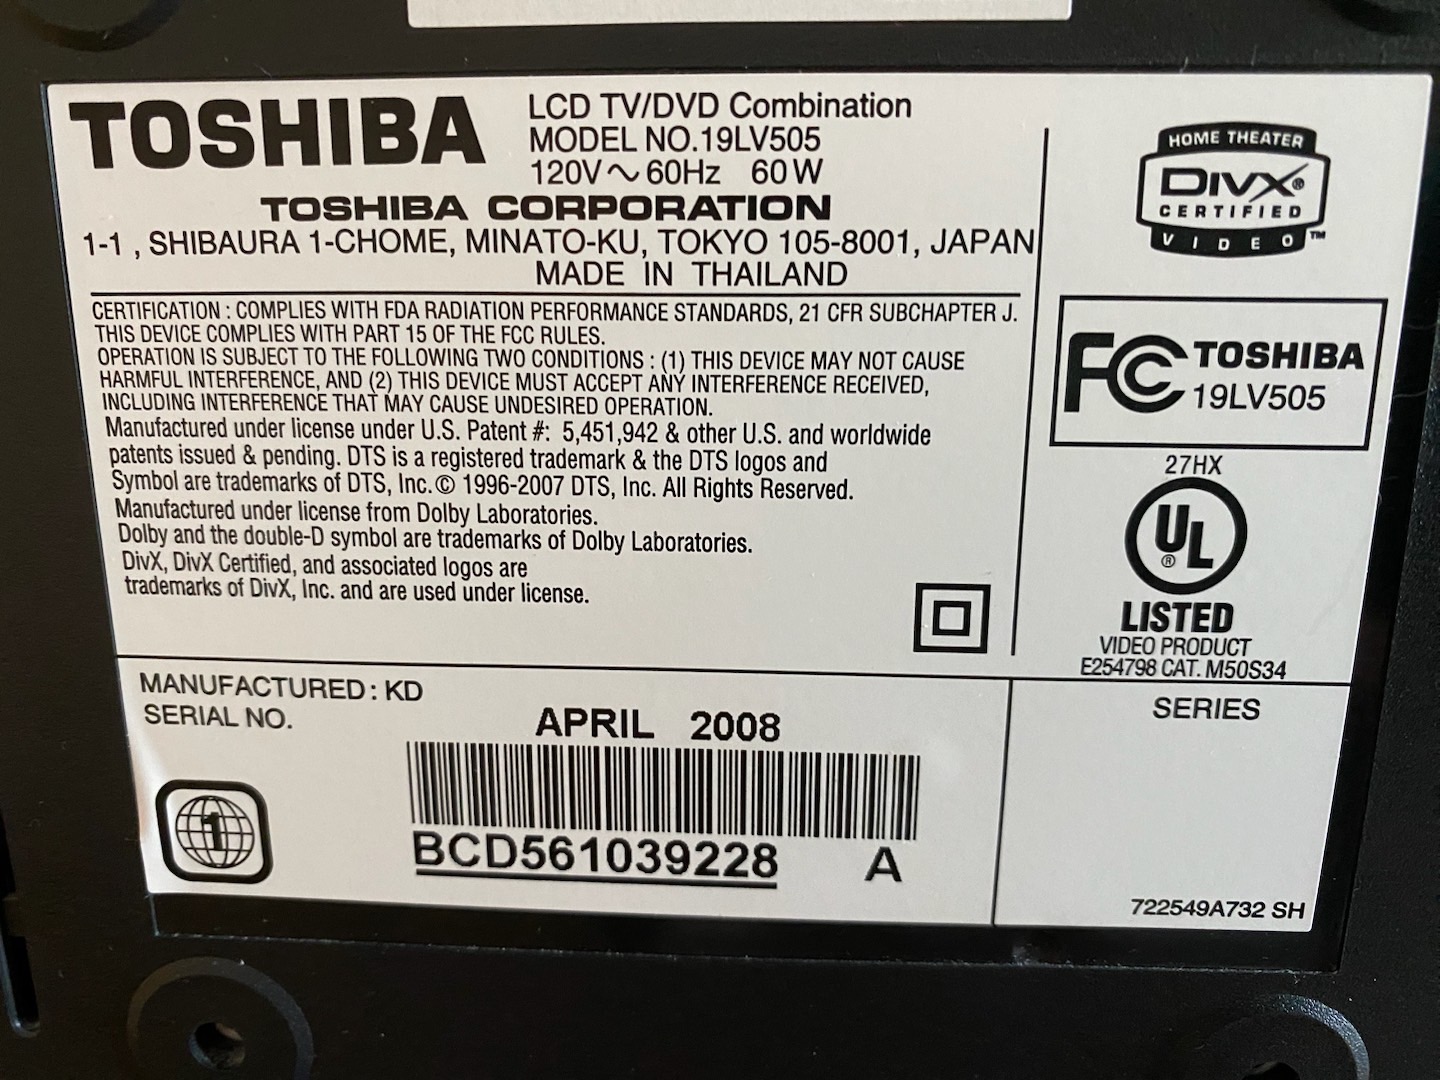 TOSHIBA
LCD TV/DVD Combination
MODEL NO.19LV505
120V～60Hz 60W
TOSHIBA CORPORATION
1-1 , SHIBAURA 1-CHOME, MINATO-KU, TOKYO 105-8001, JAPAN
MADE IN THAILAND
CERTIFICATION : COMPLIES WITH FDA RADIATION PERFORMANCE STANDARDS, 21 CFR SUBCHAPTER J.
THIS DEVICE COMPLIES WITH PART 15 OF THE FCC RULES.
OPERATION IS SUBJECT TO THE FOLLOWING TWO CONDITIONS : (1) THIS DEVICE MAY NOT CAUSE
HARMFUL INTERFERENCE, AND (2) THIS DEVICE MUST ACCEPT ANY INTERFERENCE RECEIVED,
INCLUDING INTERFERENCE THAT MAY CAUSE UNDESIRED OPERATION.
Manufactured under license under U.S. Patent #: 5,451,942 & other U.S. and worldwide
patents issued & pending. DTS is a registered trademark & the DTS logos and
Symbol are trademarks of DTS, Inc.© 1996-2007 DTS, Inc. All Rights Reserved.
Manufactured under license from Dolby Laboratories.
Dolby and the double-D symbol are trademarks of Dolby Laboratories.
DivX, DivX Certified, and associated logos are
trademarks of DivX, Inc. and are used under license.
HOME THEATER
DIVX®
CERTIFIED
VIDEO™
FC TOSHIBA
19LV505
27HX
UL®
LISTED
VIDEO PRODUCT
E254798 CAT. M50S34
MANUFACTURED : KD
SERIAL NO.
APRIL 2008
1
BCD561039228 A
SERIES
722549A732 SH